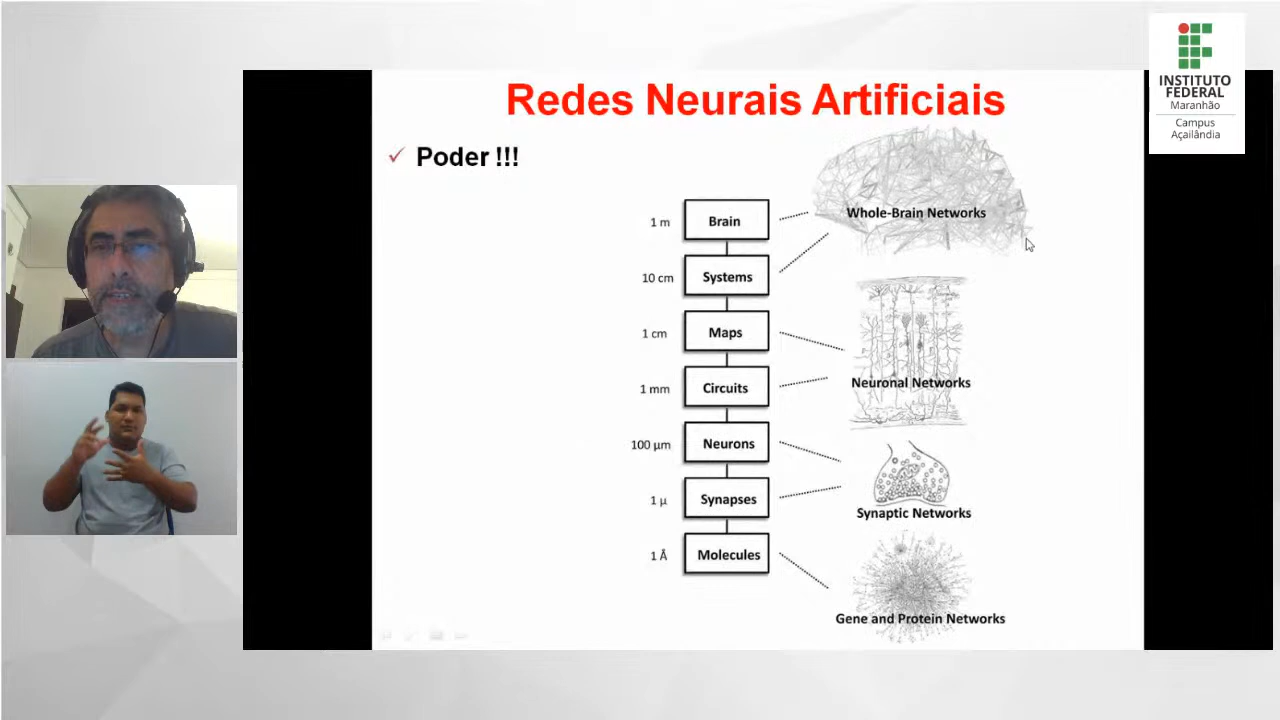 Redes Neurais Artificiais
✓ Poder !!!
1 m Brain
10 cm Systems
1 cm Maps
1 mm Circuits
100 µm Neurons
1 µ Synapses
1 Å Molecules
Whole-Brain Networks
Neuronal Networks
Synaptic Networks
Gene and Protein Networks
INSTITUTO
FEDERAL
Maranhão
Campus
Açailândia